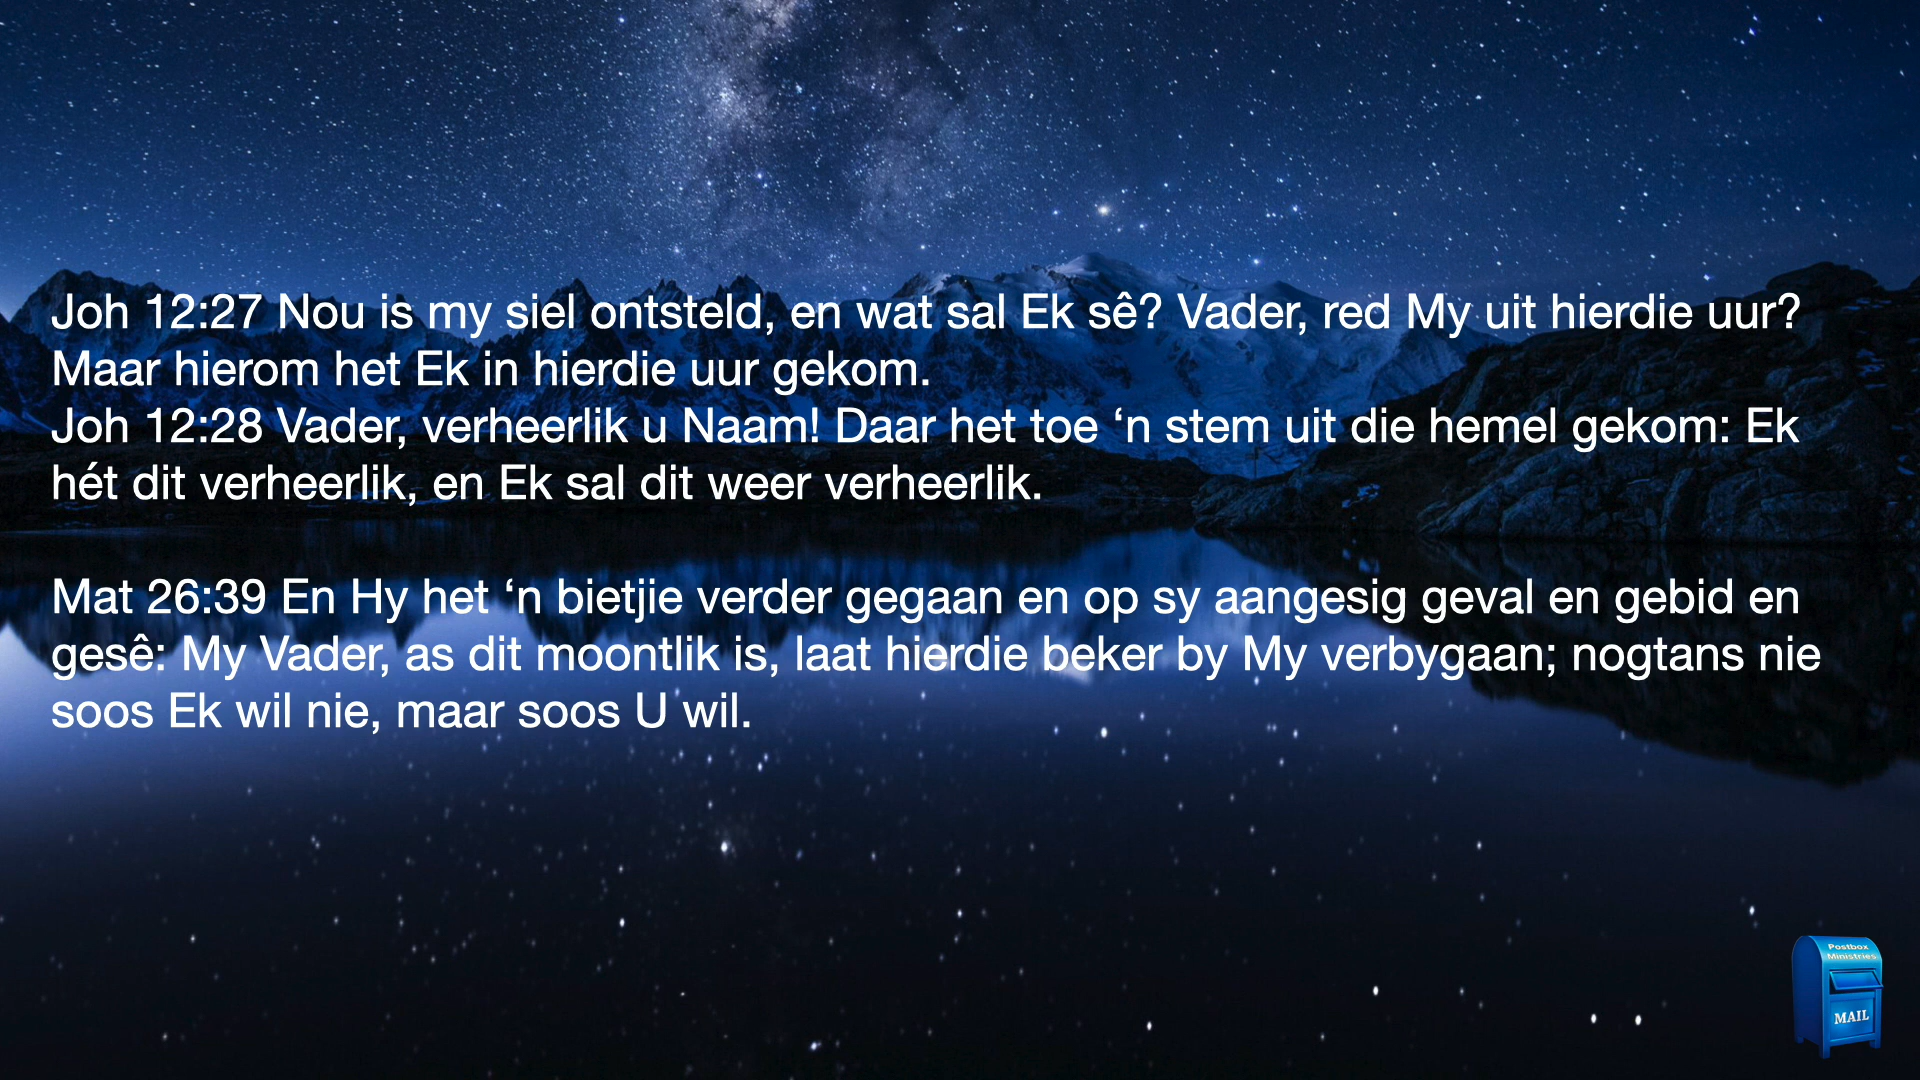 Joh 12:27 Nou is my siel ontsteld, en wat sal Ek sê? Vader, red My uit hierdie uur?
Maar hierom het Ek in hierdie uur gekom.
Joh 12:28 Vader, verheerlik u Naam! Daar het toe ‘n stem uit die hemel gekom: Ek
hét dit verheerlik, en Ek sal dit weer verheerlik.
Mat 26:39 En Hy het ‘n bietjie verder gegaan en op sy aangesig geval en gebid en
gesê: My Vader, as dit moontlik is, laat hierdie beker by My verbygaan; nogtans nie
soos Ek wil nie, maar soos U wil.
Postbox
Ministries
MAIL